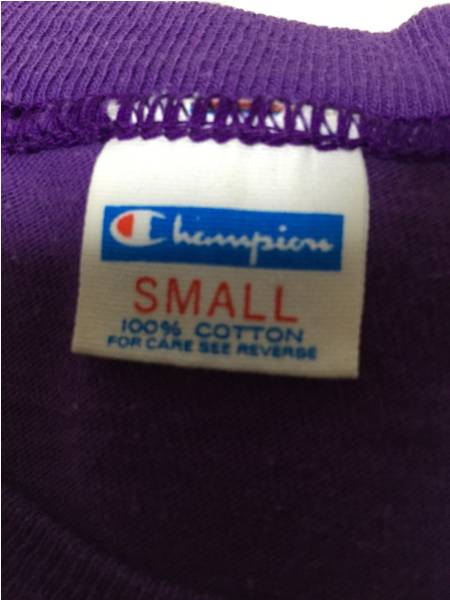 Champion
SMALL
100% COTTON
FOR CARE SEE REVERSE